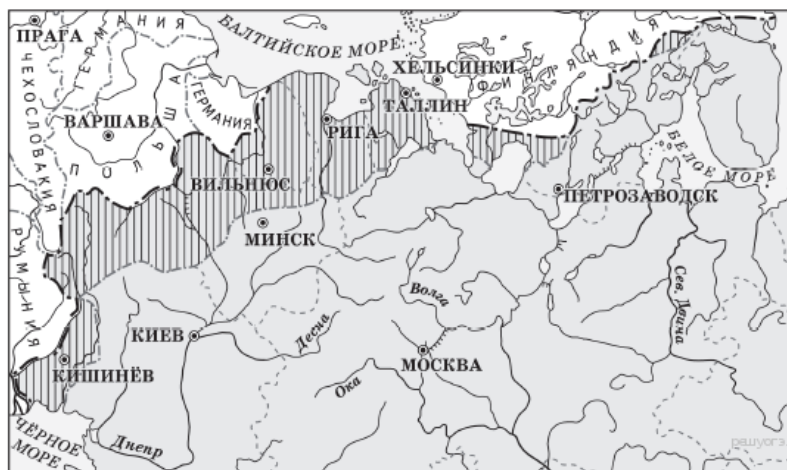 ПРАГА
ГЕРМАНИЯ
БАЛТИЙСКОЕ МОРЕ
ХЕЛЬСИНКИ
ФИНЛЯНДИЯ
ЧЕХОСЛОВАКИЯ
ВАРШАВА
ПОЛЬША
ГЕРМАНИЯ
ТАЛЛИН
РИГА
БЕЛОЕ МОРЕ
ВИЛЬНЮС
ПЕТРОЗАВОДСК
МИНСК
РУМЫНИЯ
Волга
Сев. Двина
КИЕВ
Десна
МОСКВА
КИШИНЁВ
Ока
ЧЁРНОЕ
МОРЕ
Днепр
решуогэ